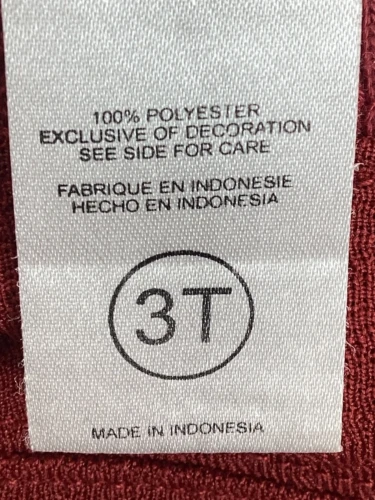 100% POLYESTER
EXCLUSIVE OF DECORATION
SEE SIDE FOR CARE
FABRIQUE EN INDONESIE
HECHO EN INDONESIA
3T
MADE IN INDONESIA